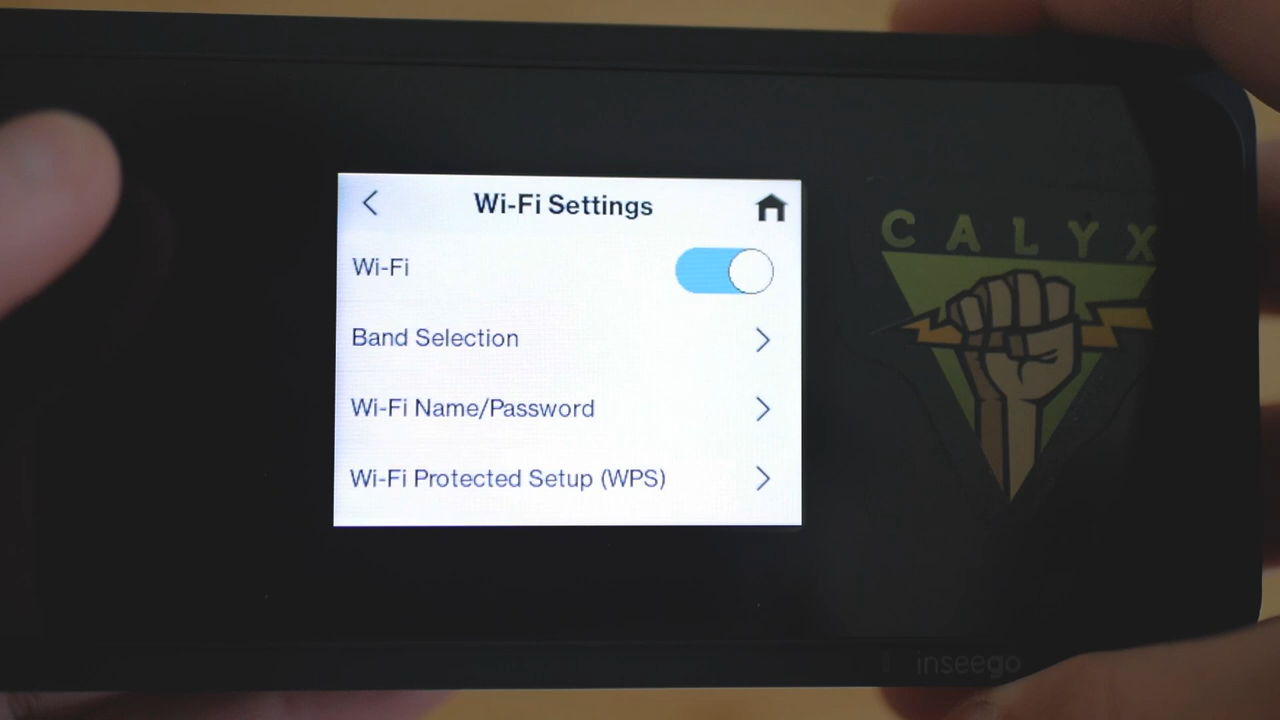 Wi-Fi Settings
Wi-Fi
Band Selection
Wi-Fi Name/Password
Wi-Fi Protected Setup (WPS)
CALYX
inseego